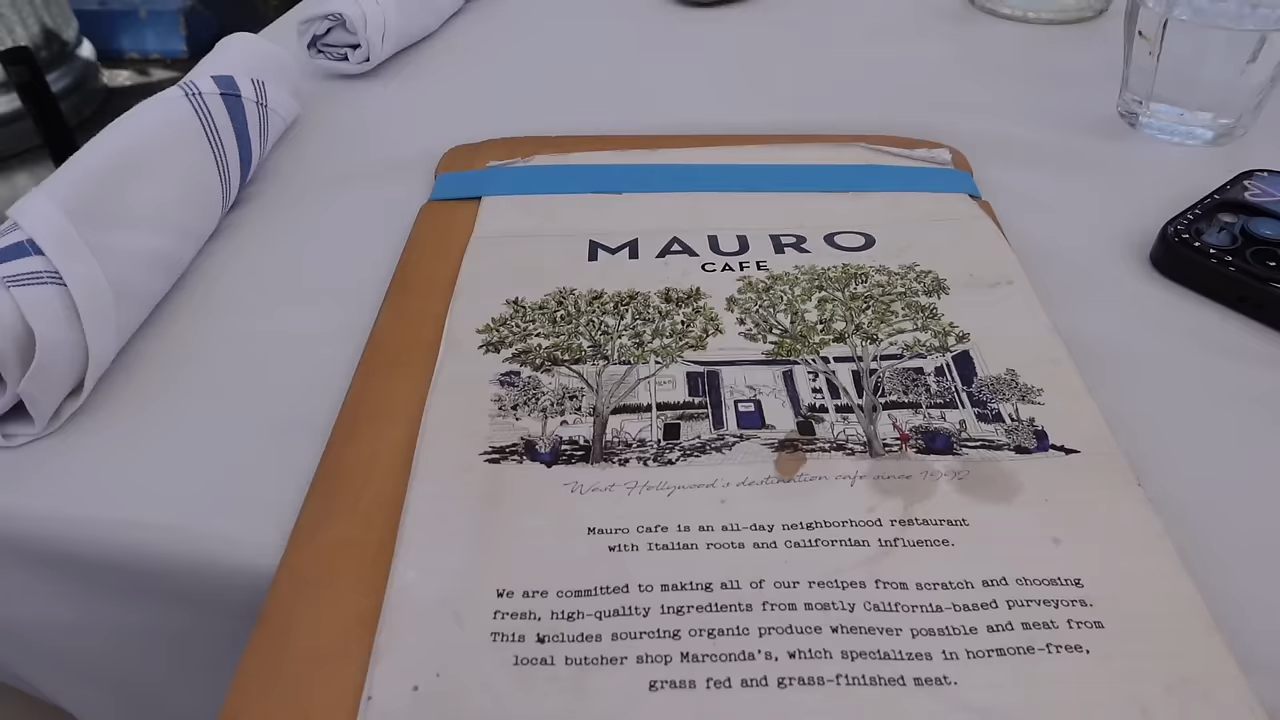 MAURO
CAFE
West Hollywood's destination cafe since 1992
Mauro Cafe is an all-day neighborhood restaurant
with Italian roots and Californian influence.
We are committed to making all of our recipes from scratch and choosing
fresh, high-quality ingredients from mostly California-based purveyors.
This includes sourcing organic produce whenever possible and meat from
local butcher shop Marconda's, which specializes in hormone-free,
grass fed and grass-finished meat.